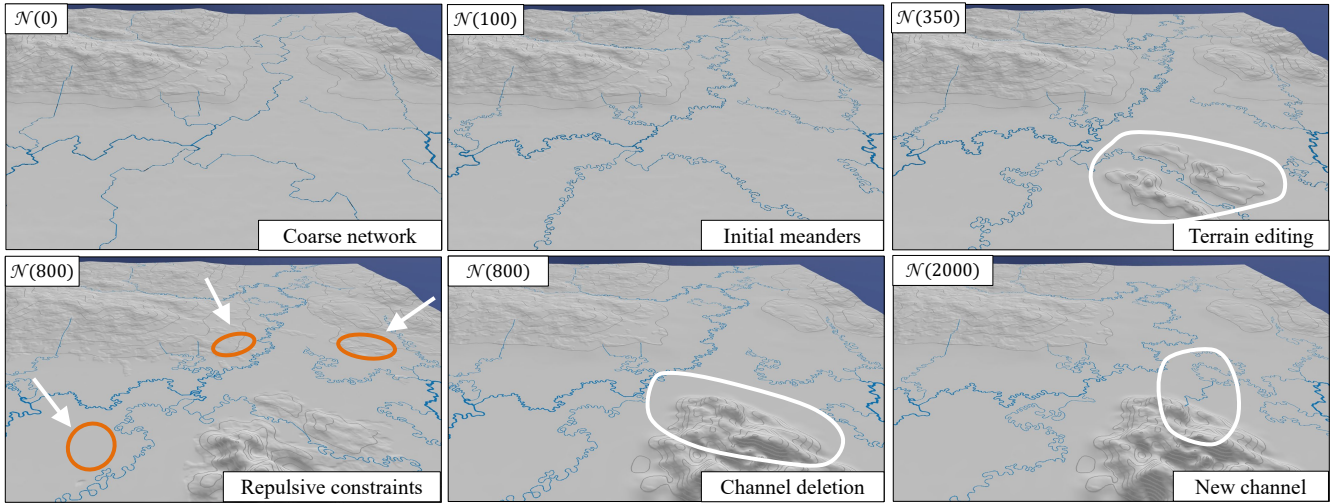 𝒩(0)
Coarse network
𝒩(100)
Initial meanders
𝒩(350)
Terrain editing
𝒩(800)
Repulsive constraints
𝒩(800)
Channel deletion
𝒩(2000)
New channel